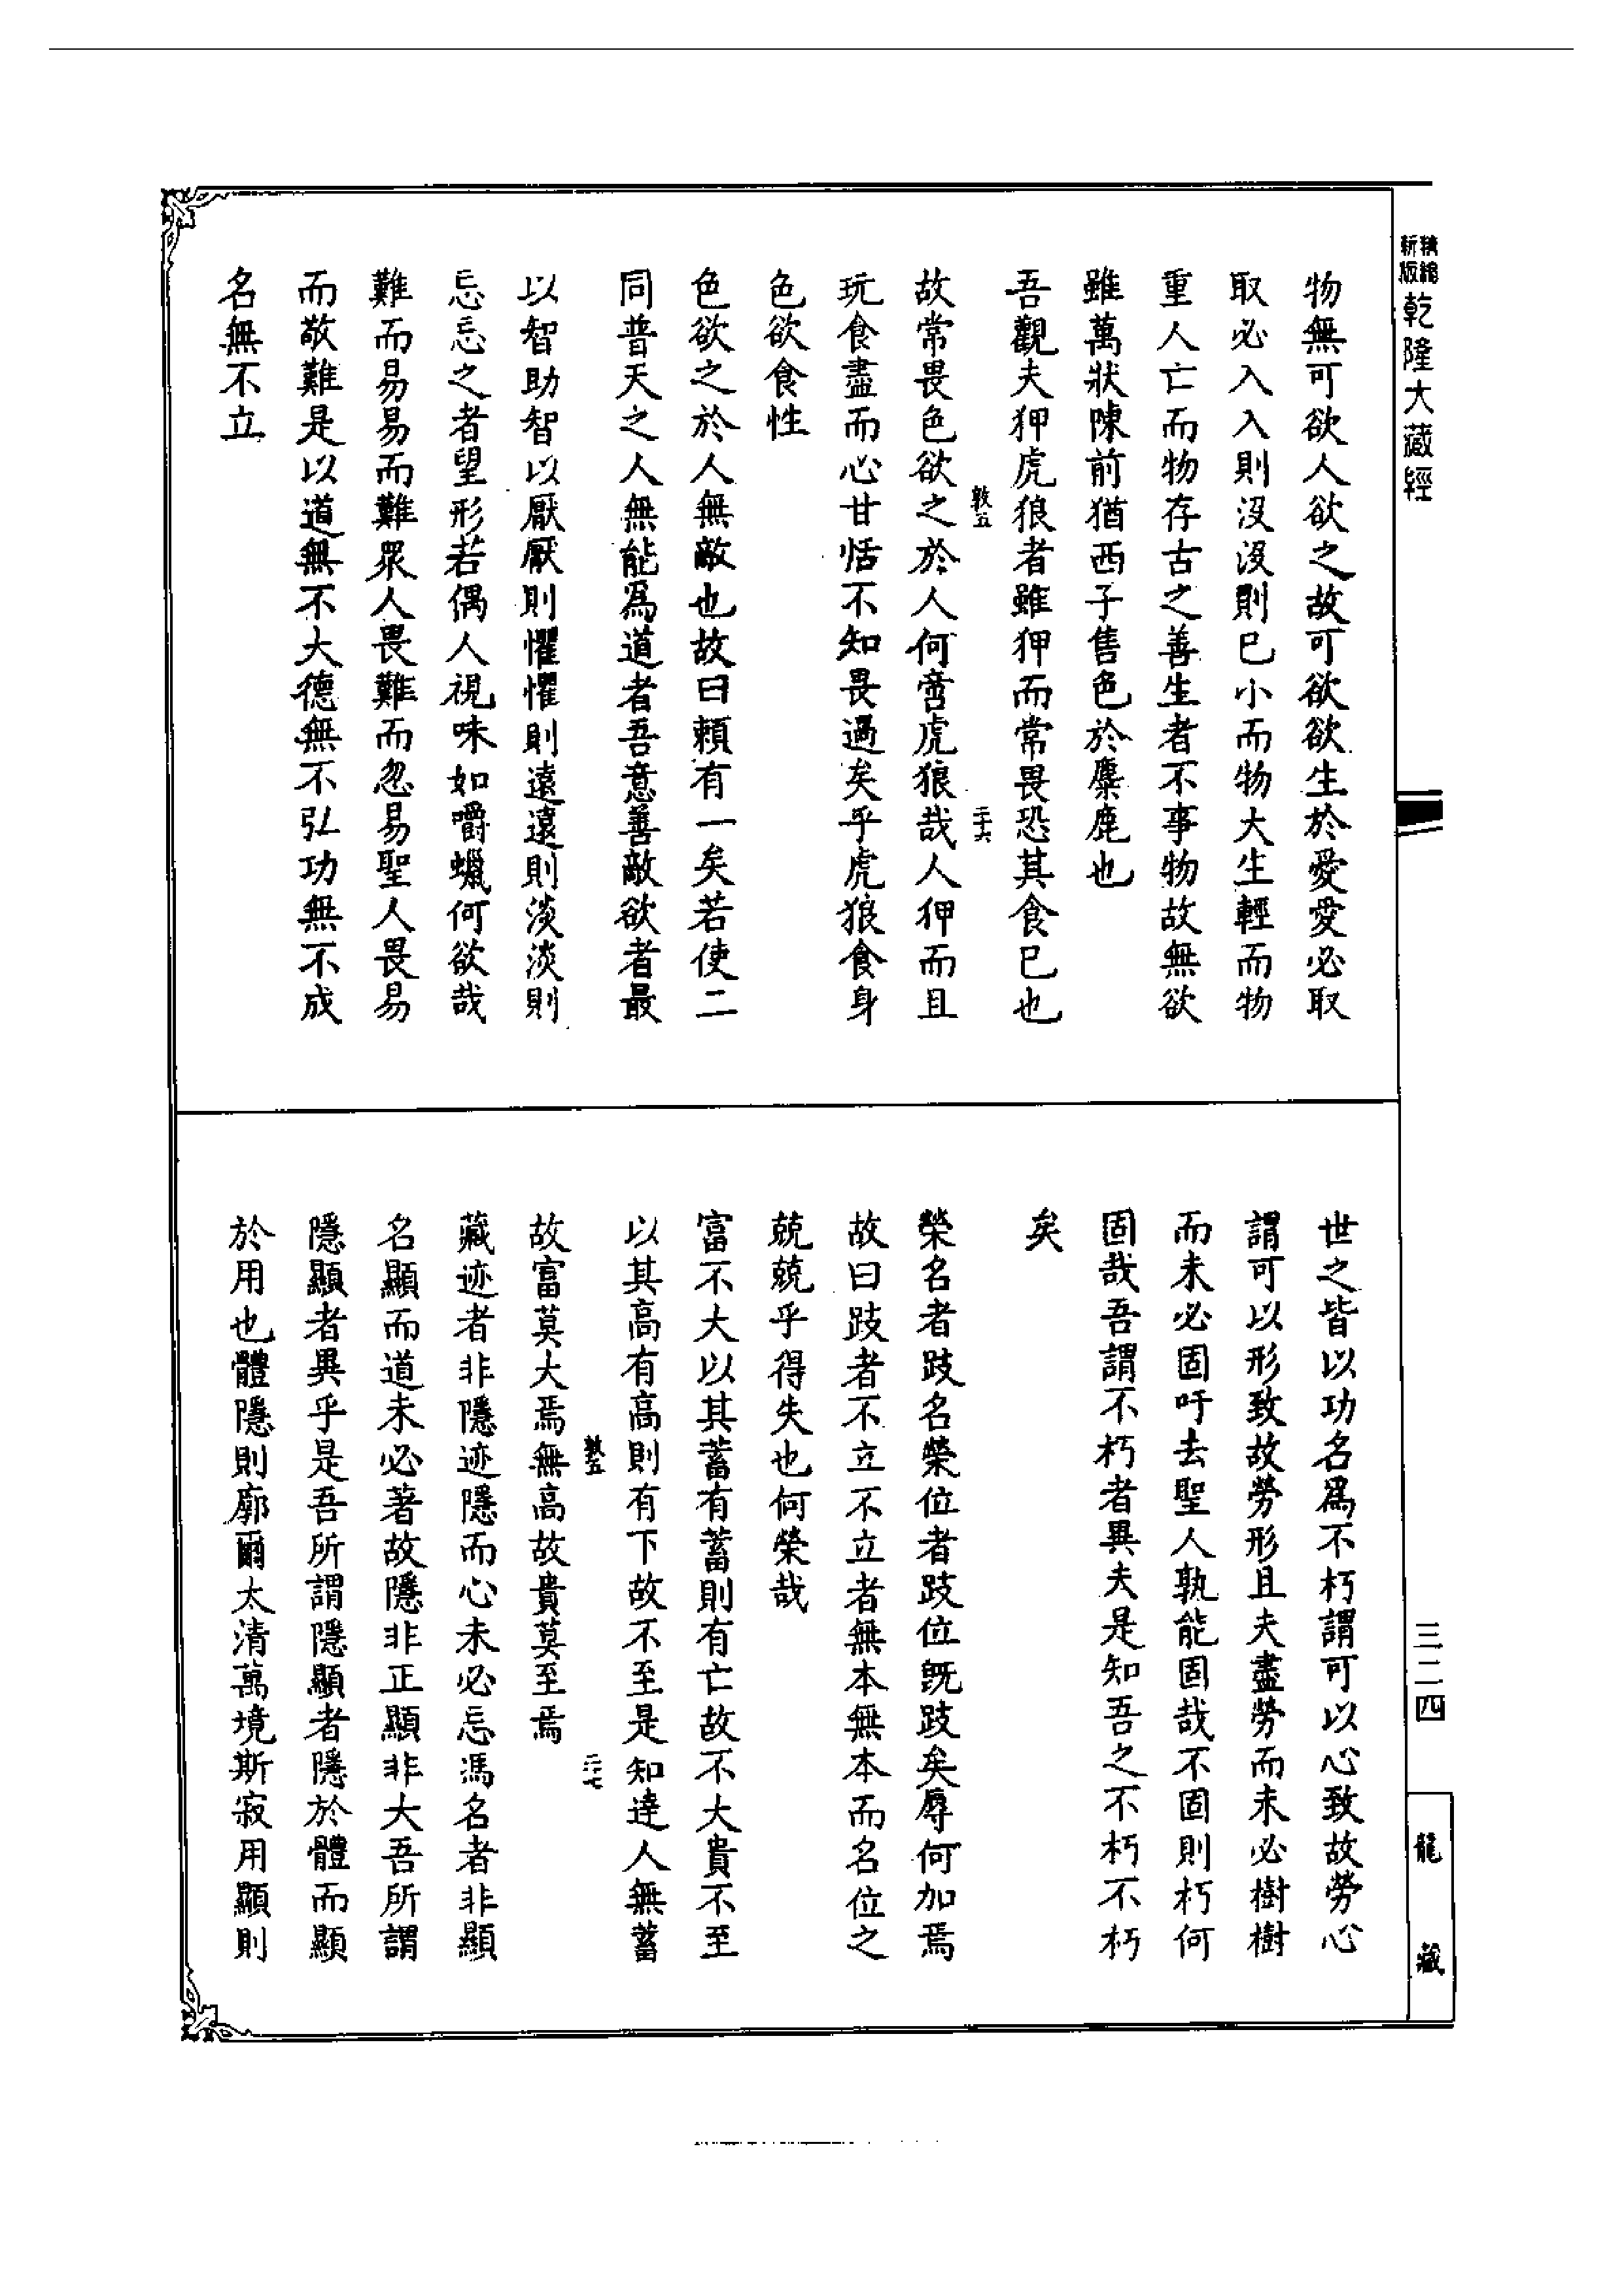 精縮
新版
乾隆大藏經
物無可欲人欲之故可欲欲生於愛愛必取
取必入入則沒沒則已小而物大生輕而物
重人亡而物存古之善生者不事物故無欲
雖萬狀陳前猶西子售色於麋鹿也
吾觀夫狎虎狼者雖狎而常畏恐其食已也
敦五
二十六
故常畏色欲之於人何啻虎狼哉人狎而且
玩食盡而心甘恬不知畏過矣乎虎狼食身
色欲食性
色欲之於人無敵也故曰賴有一矣若使二
同普天之人無能為道者吾意善敵欲者最
以智助智以厭厭則懼懼則遠遠則淡淡則
忘忘之者望形若偶人視味如嚼蠟何欲哉
難而易易而難眾人畏難而忽易聖人畏易
而敬難是以道無不大德無不弘功無不成
名無不立
世之皆以功名為不朽謂可以心致故勞心
謂可以形致故勞形且夫盡勞而未必樹樹
而未必固吁去聖人孰能固哉不固則朽何
固哉吾謂不朽者異夫是知吾之不朽不朽
矣
榮名者跂名榮位者跂位既跂矣辱何加焉
故曰跂者不立不立者無本無本而名位之
兢兢乎得失也何榮哉
富不大以其蓄有蓄則有亡故不大貴不至
以其高有高則有下故不至是知達人無蓄
敦五
二十七
故富莫大焉無高故貴莫至焉
藏迹者非隱迹隱而心未必忘馮名者非顯
名顯而道未必著故隱非正顯非大吾所謂
隱顯者異乎是吾所謂隱顯者隱於體而顯
於用也體隱則廓爾太清萬境斯寂用顯則
三二四
龍藏